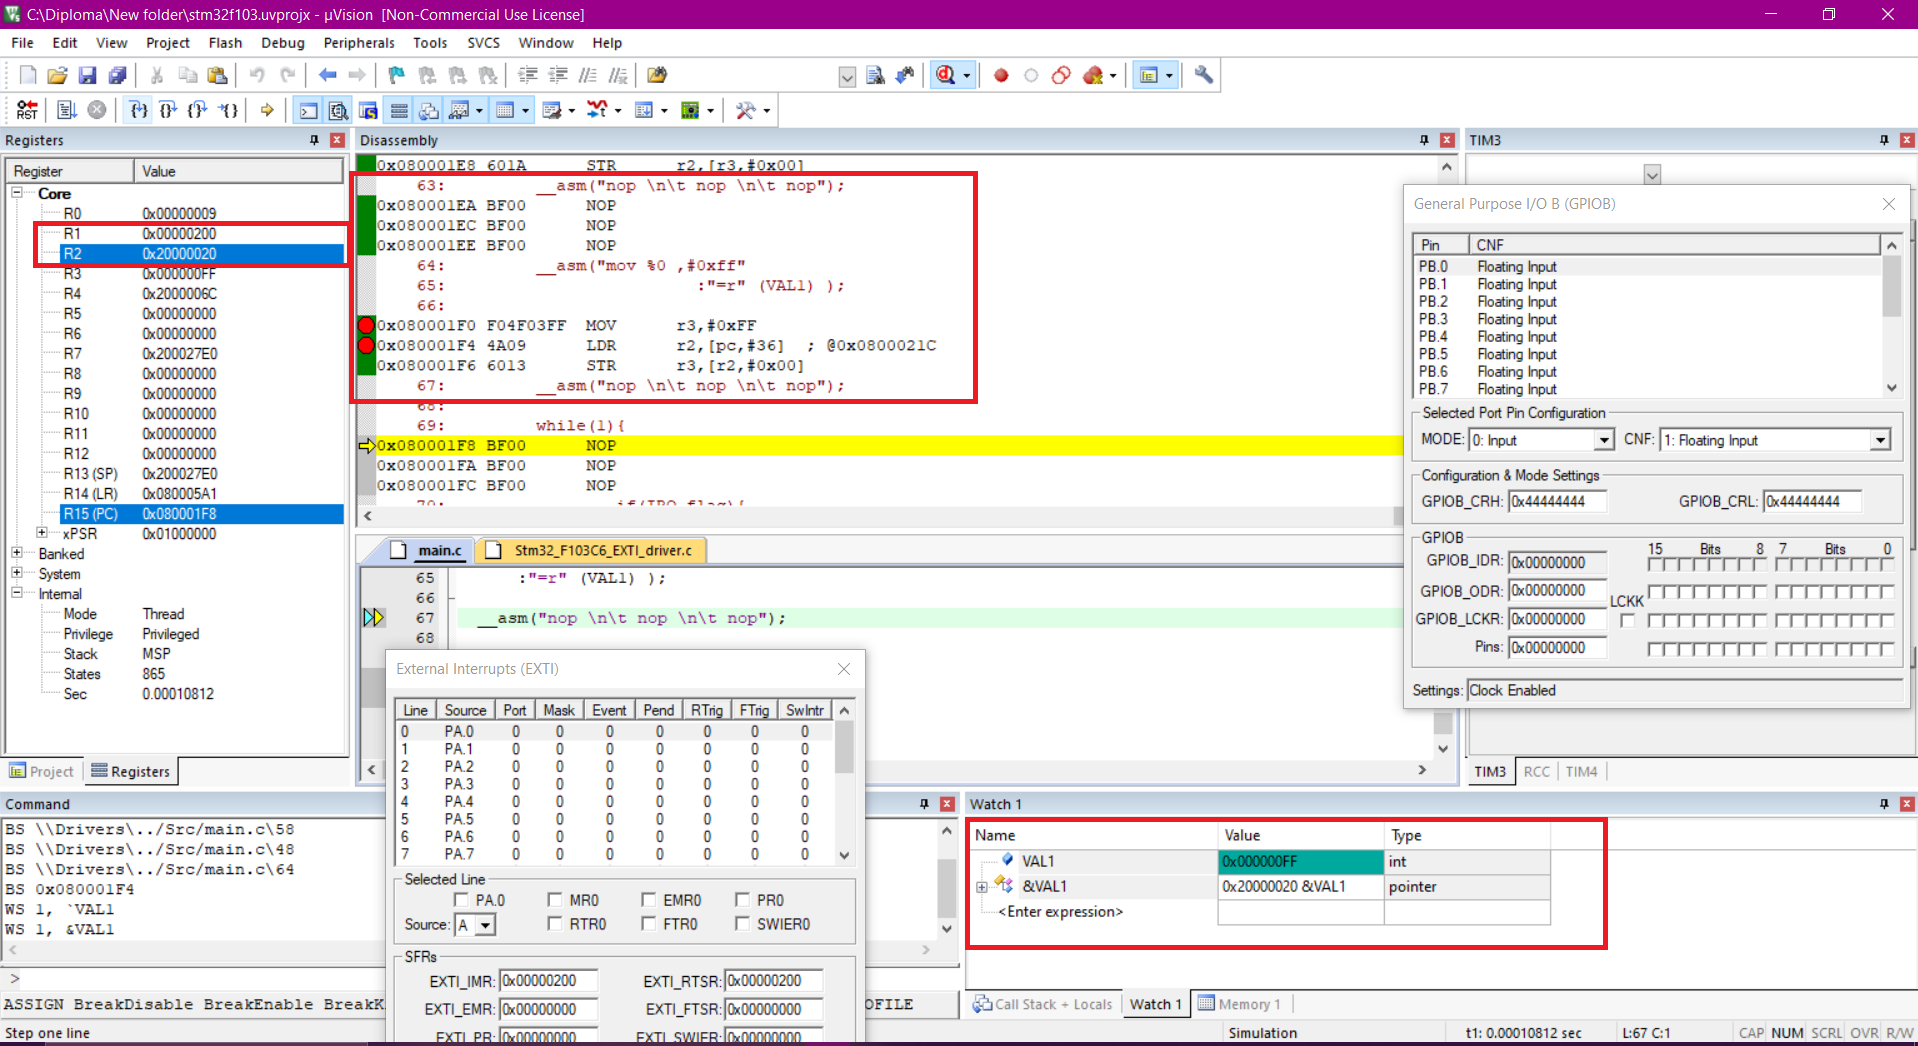 C:\Diploma\New folder\stm32f103.uvprojx - µVision  [Non-Commercial Use License]
File Edit View Project Flash Debug Peripherals Tools SVCS Window Help
RST
Registers
Register Value
Core
R0 0x00000009
R1 0x00000200
R2 0x20000020
R3 0x000000FF
R4 0x2000006C
R5 0x00000000
R6 0x00000000
R7 0x200027E0
R8 0x00000000
R9 0x00000000
R10 0x00000000
R11 0x00000000
R12 0x00000000
R13 (SP) 0x200027E0
R14 (LR) 0x080005A1
R15 (PC) 0x080001F8
xPSR 0x01000000
Banked
System
Internal
Mode Thread
Privilege Privileged
Stack MSP
States 865
Sec 0.00010812
Project Registers
Disassembly
0x080001E8 601A STR r2,[r3,#0x00]
63: __asm("nop \n\t nop \n\t nop");
0x080001EA BF00 NOP
0x080001EC BF00 NOP
0x080001EE BF00 NOP
64: __asm("mov %0 ,#0xff"
65: :"=r" (VAL1) );
66:
0x080001F0 F04F03FF MOV r3,#0xFF
0x080001F4 4A09 LDR r2,[pc,#36] ; @0x0800021C
0x080001F6 6013 STR r3,[r2,#0x00]
67: __asm("nop \n\t nop \n\t nop");
68:
69: while(1){
0x080001F8 BF00 NOP
0x080001FA BF00 NOP
0x080001FC BF00 NOP
70: if(IRQ_flag){
main.c Stm32_F103C6_EXTI_driver.c
65 :"=r" (VAL1) );
66
67 __asm("nop \n\t nop \n\t nop");
68
External Interrupts (EXTI)
Line Source Port Mask Event Pend RTrig FTrig SwIntr
0 PA.0 0 0 0 0 0 0 0
1 PA.1 0 0 0 0 0 0 0
2 PA.2 0 0 0 0 0 0 0
3 PA.3 0 0 0 0 0 0 0
4 PA.4 0 0 0 0 0 0 0
5 PA.5 0 0 0 0 0 0 0
6 PA.6 0 0 0 0 0 0 0
7 PA.7 0 0 0 0 0 0 0
Selected Line
PA.0 MR0 EMR0 PR0
Source: A RTR0 FTR0 SWIER0
SFRs
EXTI_IMR: 0x00000200 EXTI_RTSR: 0x00000200
EXTI_EMR: 0x00000000 EXTI_FTSR: 0x00000000
EXTI_PR: 0x00000000 EXTI_SWIER: 0x00000000
TIM3
General Purpose I/O B (GPIOB)
Pin CNF
PB.0 Floating Input
PB.1 Floating Input
PB.2 Floating Input
PB.3 Floating Input
PB.4 Floating Input
PB.5 Floating Input
PB.6 Floating Input
PB.7 Floating Input
Selected Port Pin Configuration
MODE: 0: Input CNF: 1: Floating Input
Configuration & Mode Settings
GPIOB_CRH: 0x44444444 GPIOB_CRL: 0x44444444
GPIOB
15 Bits 8 7 Bits 0
GPIOB_IDR: 0x00000000
GPIOB_ODR: 0x00000000
LCKK
GPIOB_LCKR: 0x00000000
Pins: 0x00000000
Settings: Clock Enabled
TIM3 RCC TIM4
Command
BS \\Drivers\../Src/main.c\58
BS \\Drivers\../Src/main.c\48
BS \\Drivers\../Src/main.c\64
BS 0x080001F4
WS 1, `VAL1
WS 1, &VAL1
>
ASSIGN BreakDisable BreakEnable BreakK
OFILE
Watch 1
Name Value Type
VAL1 0x000000FF int
&VAL1 0x20000020 &VAL1 pointer
<Enter expression>
Call Stack + Locals Watch 1 Memory 1
Step one line Simulation t1: 0.00010812 sec L:67 C:1 CAP NUM SCRL OVR R/W